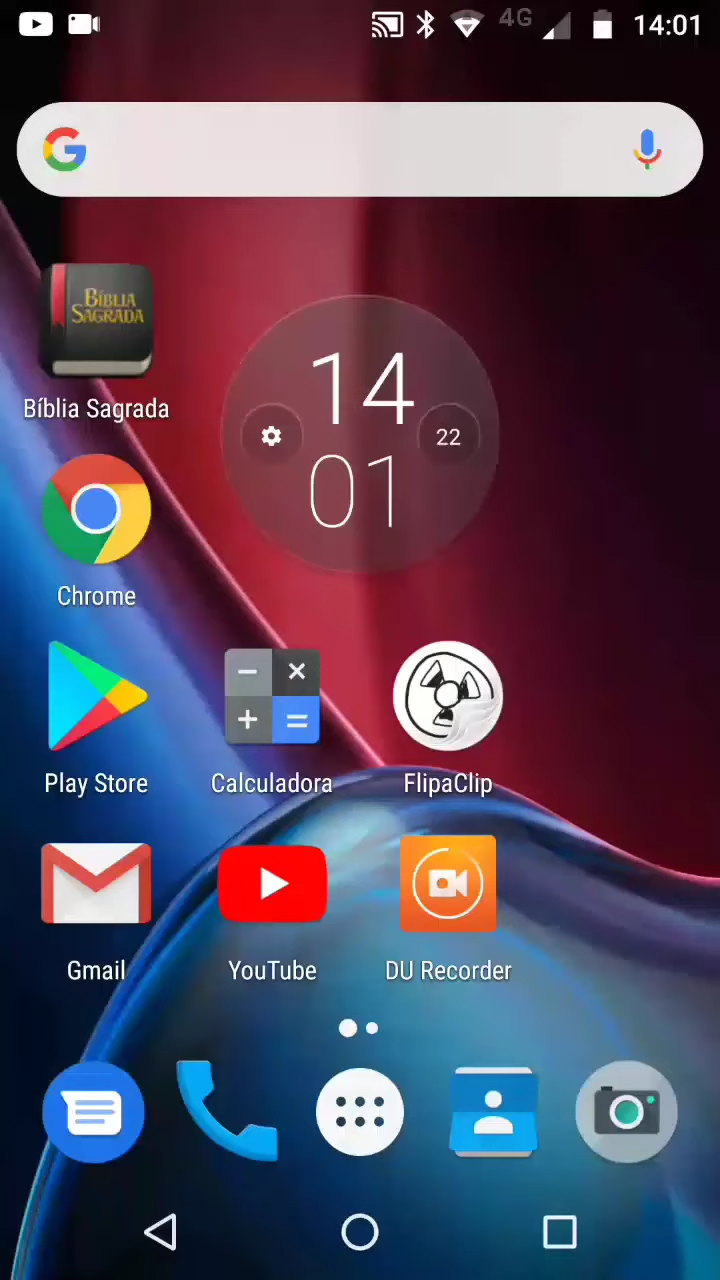 4G 14:01
BÍBLIA
SAGRADA
Bíblia Sagrada
14
01
22
Chrome
Play Store
Calculadora
FlipaClip
Gmail
YouTube
DU Recorder